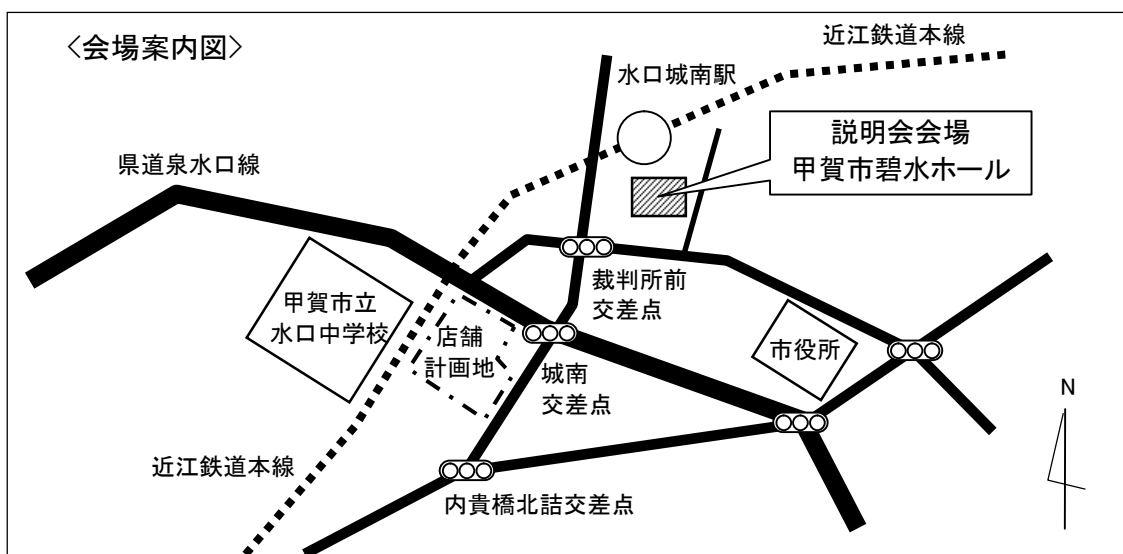 〈会場案内図〉
近江鉄道本線
水口城南駅
説明会会場
甲賀市碧水ホール
県道泉水口線
裁判所前
交差点
甲賀市立
水口中学校
店舗
計画地
市役所
城南
交差点
N
近江鉄道本線
内貴橋北詰交差点